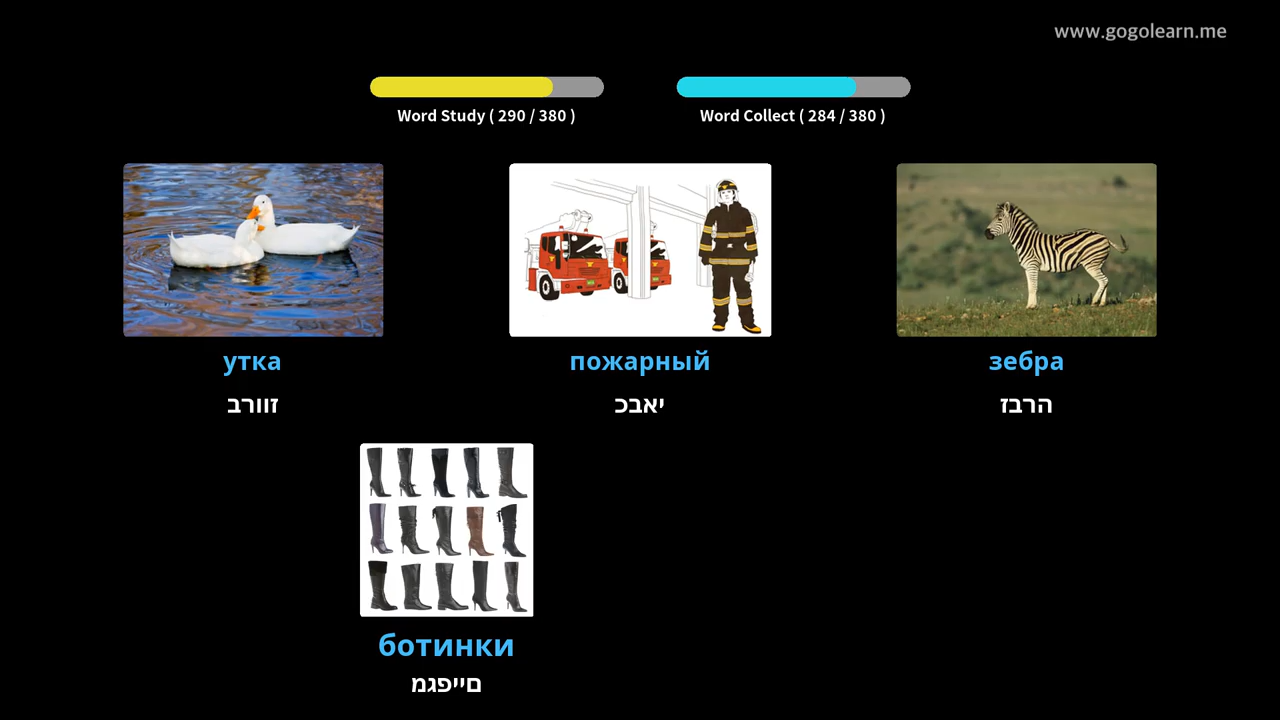 www.gogolearn.me
Word Study ( 290 / 380 )
Word Collect ( 284 / 380 )
утка
זוורב
пожарный
יאבכ
зебра
הרבז
ботинки
םייפגמ